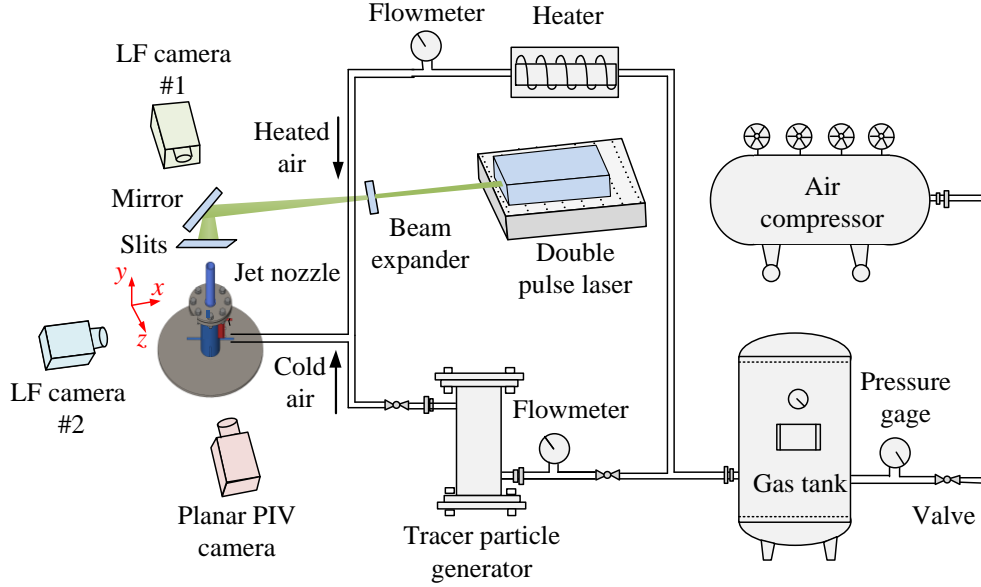 Flowmeter
Heater
LF camera
#1
Heated
air
Mirror
Slits
Beam
expander
Double
pulse laser
Air
compressor
Jet nozzle
y
x
z
LF camera
#2
Cold
air
Flowmeter
Pressure
gage
Gas tank
Valve
Planar PIV
camera
Tracer particle
generator